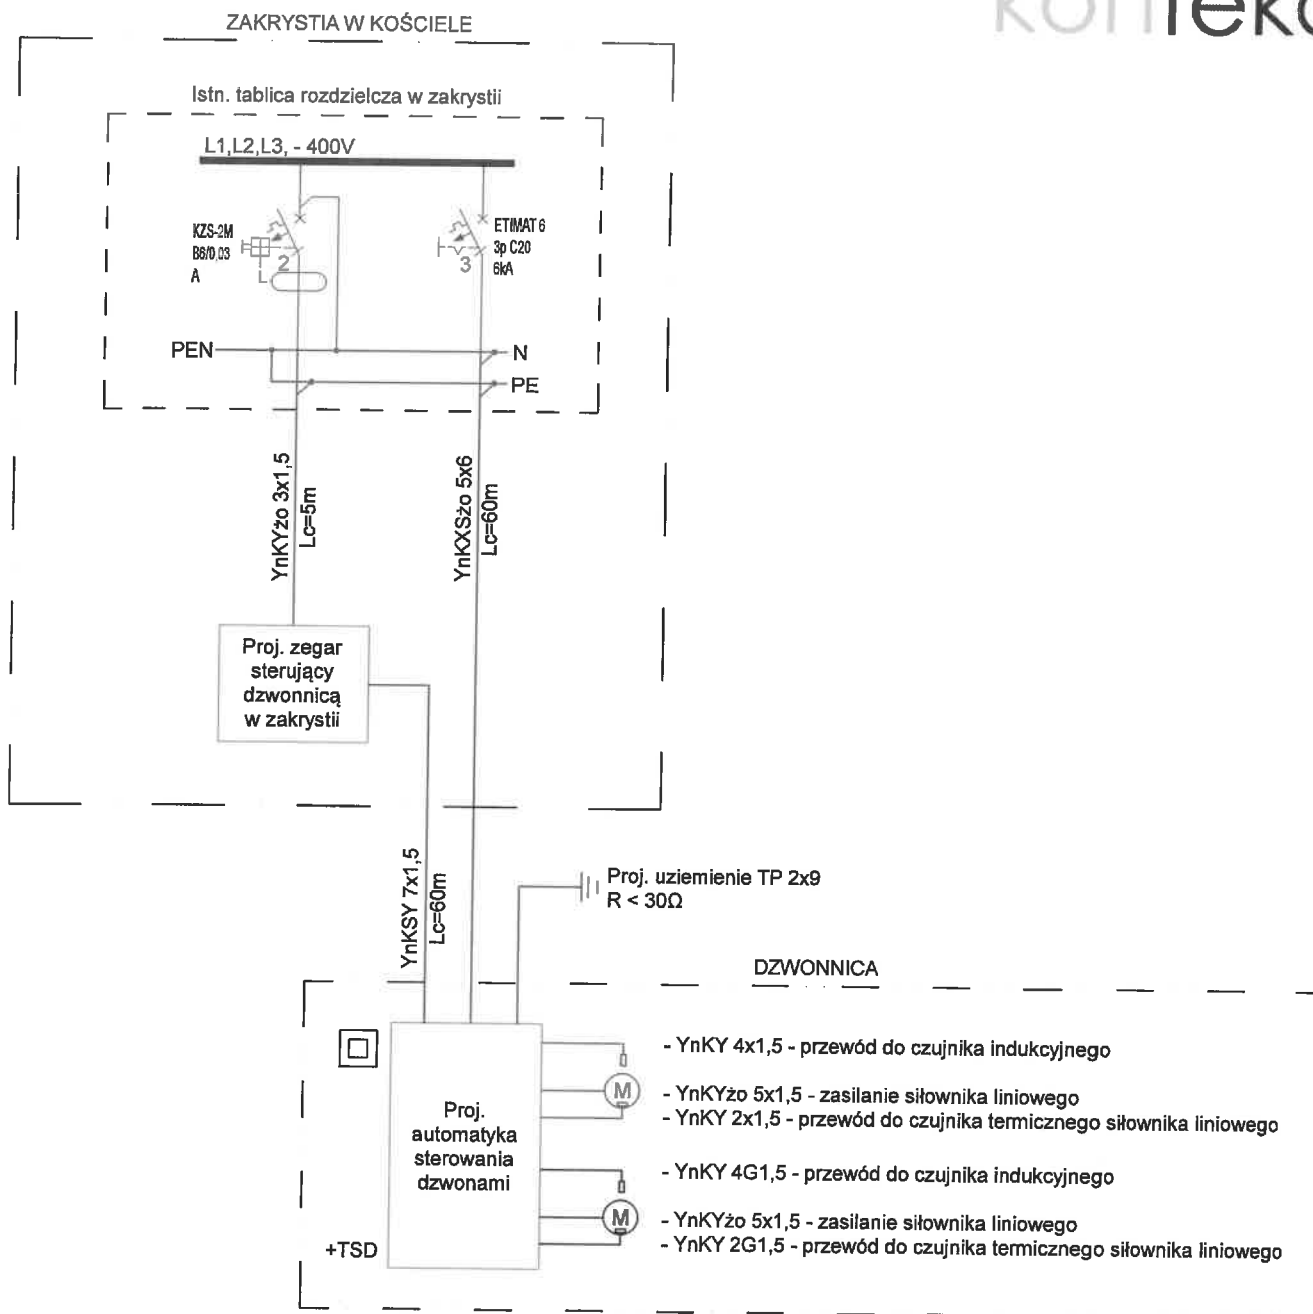 ZAKRYSTIA W KOŚCIELE
Istn. tablica rozdzielcza w zakrystii
L1,L2,L3, - 400V
KZS-2M
B6/0,03
A
2
ETIMAT 6
3p C20
6kA
3
PEN
N
PE
YnKYżo 3x1,5
Lc=5m
YnKXSżo 5x6
Lc=60m
Proj. zegar
sterujący
dzwonnicą
w zakrystii
YnKSY 7x1,5
Lc=60m
Proj. uziemienie TP 2x9
R < 30Ω
DZWONNICA
Proj.
automatyka
sterowania
dzwonami
+TSD
M
M
- YnKY 4x1,5 - przewód do czujnika indukcyjnego
- YnKYżo 5x1,5 - zasilanie siłownika liniowego
- YnKY 2x1,5 - przewód do czujnika termicznego siłownika liniowego
- YnKY 4G1,5 - przewód do czujnika indukcyjnego
- YnKYżo 5x1,5 - zasilanie siłownika liniowego
- YnKY 2G1,5 - przewód do czujnika termicznego siłownika liniowego